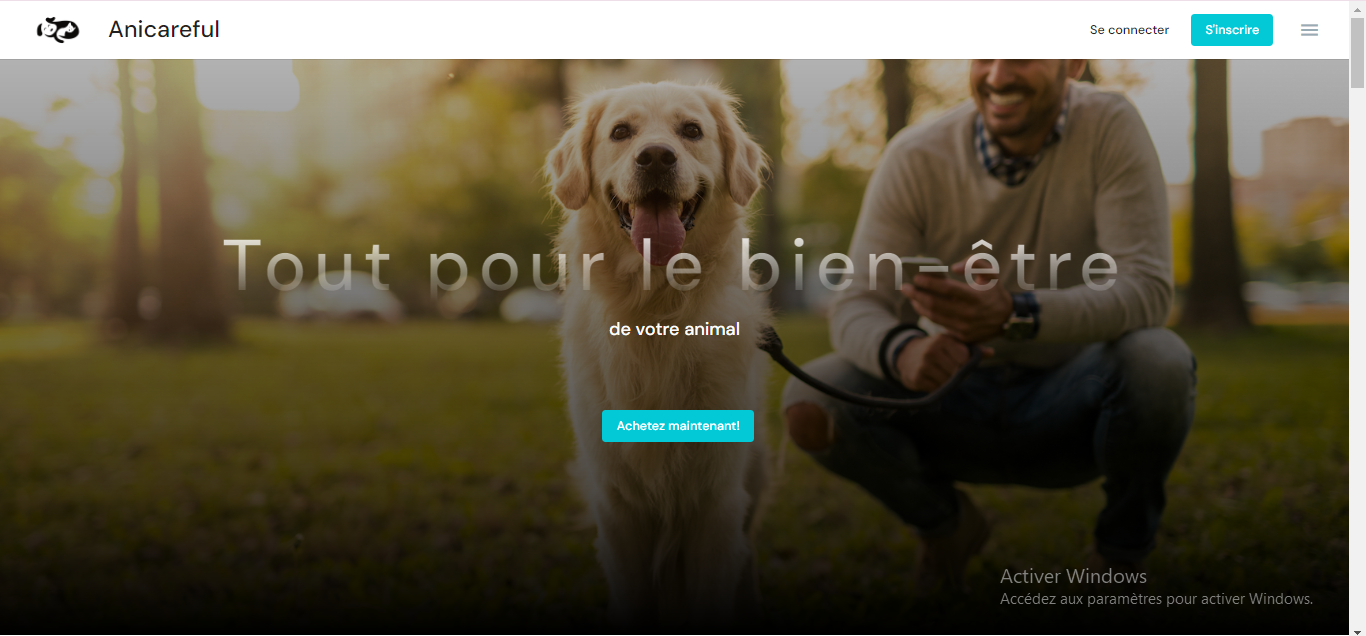 Anicareful
Se connecter
S'inscrire
Tout pour le bien-être
de votre animal
Achetez maintenant!
Activer Windows
Accédez aux paramètres pour activer Windows.